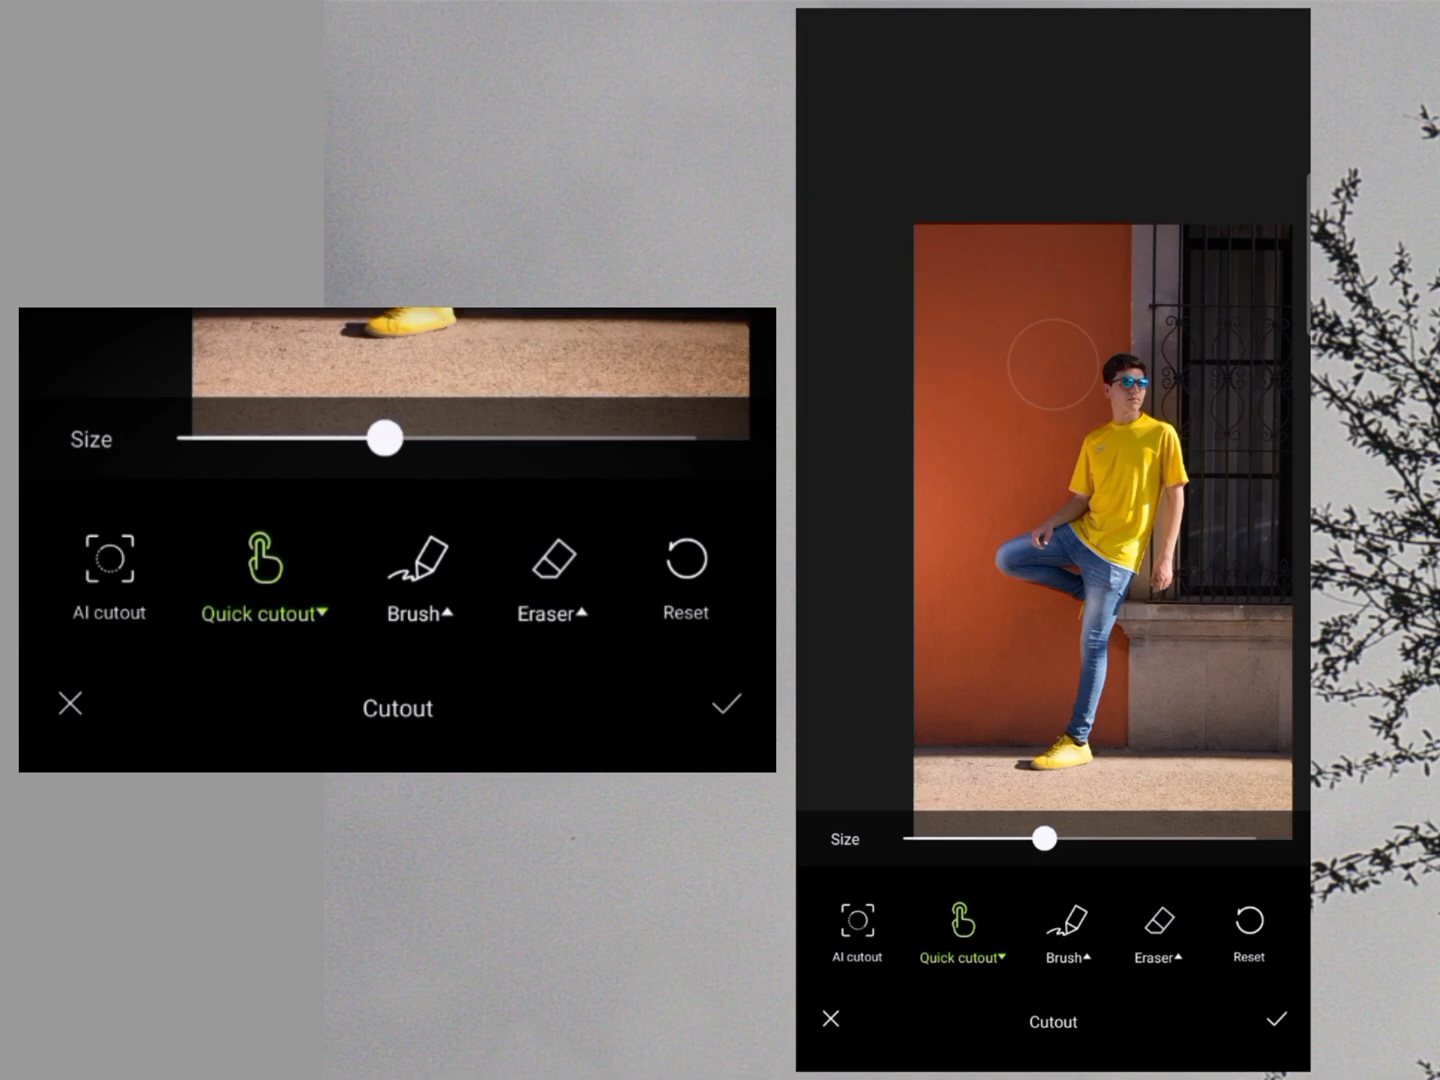 Size
AI cutout
Quick cutout
Brush
Eraser
Reset
Cutout
Size
AI cutout
Quick cutout
Brush
Eraser
Reset
Cutout